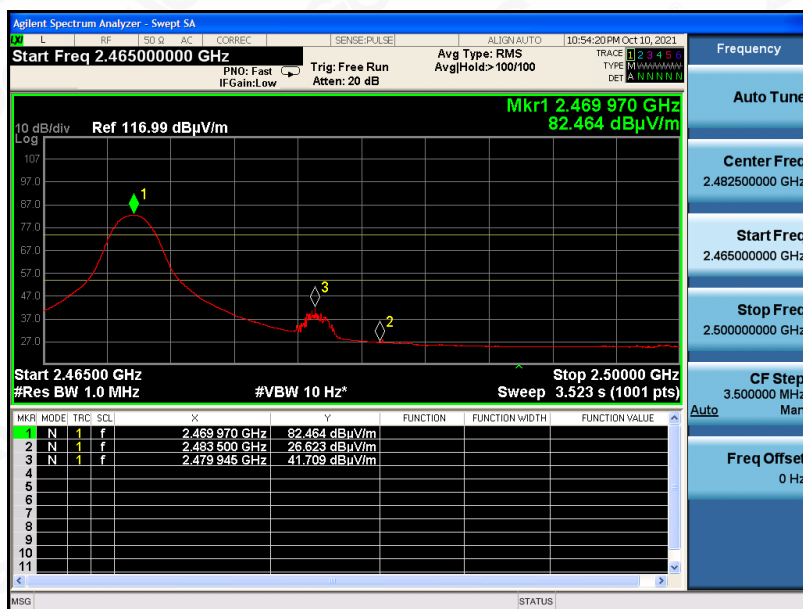 Agilent Spectrum Analyzer - Swept SA
LXI L RF 50 Ω AC CORREC SENSE:PULSE ALIGN AUTO 10:54:20 PM Oct 10, 2021
Start Freq 2.465000000 GHz
PNO: Fast
IFGain:Low
Trig: Free Run
Atten: 20 dB
Avg Type: RMS
Avg|Hold:>100/100
TRACE 1 2 3 4 5 6
TYPE M WWWWW
DET A N N N N N
Mkr1 2.469 970 GHz
82.464 dBµV/m
10 dB/div Ref 116.99 dBµV/m
Log
107
97.0
87.0
77.0
67.0
57.0
47.0
37.0
27.0
1
3
2
Start 2.46500 GHz Stop 2.50000 GHz
#Res BW 1.0 MHz #VBW 10 Hz* Sweep 3.523 s (1001 pts)
MKR MODE TRC SCL X Y FUNCTION FUNCTION WIDTH FUNCTION VALUE
1 N 1 f 2.469 970 GHz 82.464 dBµV/m
2 N 1 f 2.483 500 GHz 26.623 dBµV/m
3 N 1 f 2.479 945 GHz 41.709 dBµV/m
4
5
6
7
8
9
10
11
MSG STATUS
Frequency
Auto Tune
Center Freq
2.482500000 GHz
Start Freq
2.465000000 GHz
Stop Freq
2.500000000 GHz
CF Step
3.500000 MHz
Auto Man
Freq Offset
0 Hz